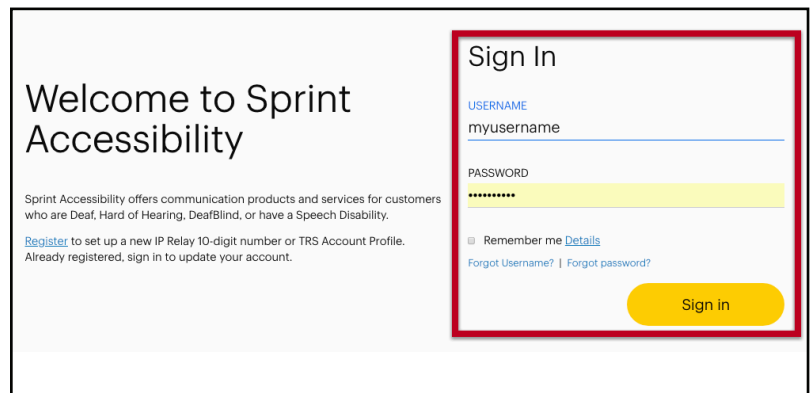 Welcome to Sprint
Accessibility
Sprint Accessibility offers communication products and services for customers
who are Deaf, Hard of Hearing, DeafBlind, or have a Speech Disability.
Register to set up a new IP Relay 10-digit number or TRS Account Profile.
Already registered, sign in to update your account.
Sign In
USERNAME
myusername
PASSWORD
••••••••••
Remember me Details
Forgot Username? | Forgot password?
Sign in